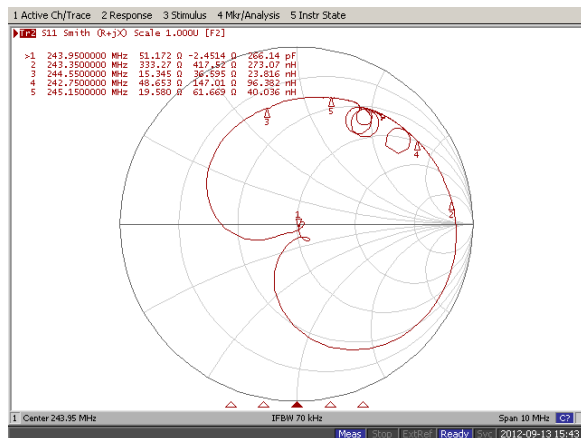 1 Active Ch/Trace 2 Response 3 Stimulus 4 Mkr/Analysis 5 Instr State
Tr2 S11 Smith (R+jX) Scale 1.000U [F2]
>1 243.9500000 MHz 51.172 Ω -2.4514 Ω 266.14 pF
2 243.3500000 MHz 333.27 Ω 417.52 Ω 273.07 nH
3 244.5500000 MHz 15.345 Ω 36.595 Ω 23.816 nH
4 242.7500000 MHz 48.653 Ω 147.01 Ω 96.382 nH
5 245.1500000 MHz 19.580 Ω 61.669 Ω 40.036 nH
3
5
4
2
1
1 Center 243.95 MHz IFBW 70 kHz Span 10 MHz C?
Meas Stop ExtRef Ready Svc 2012-09-13 15:43